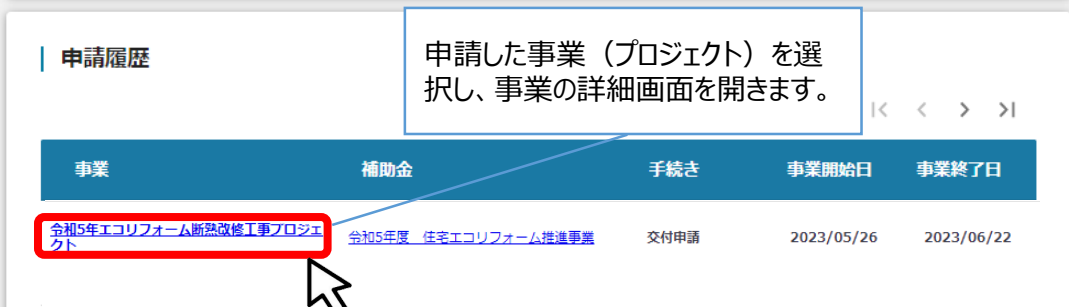 申請履歴
申請した事業（プロジェクト）を選
択し、事業の詳細画面を開きます。
事業 補助金 手続き 事業開始日 事業終了日
令和5年エコリフォーム断熱改修工事プロジェ
クト
令和5年度　住宅エコリフォーム推進事業 交付申請 2023/05/26 2023/06/22